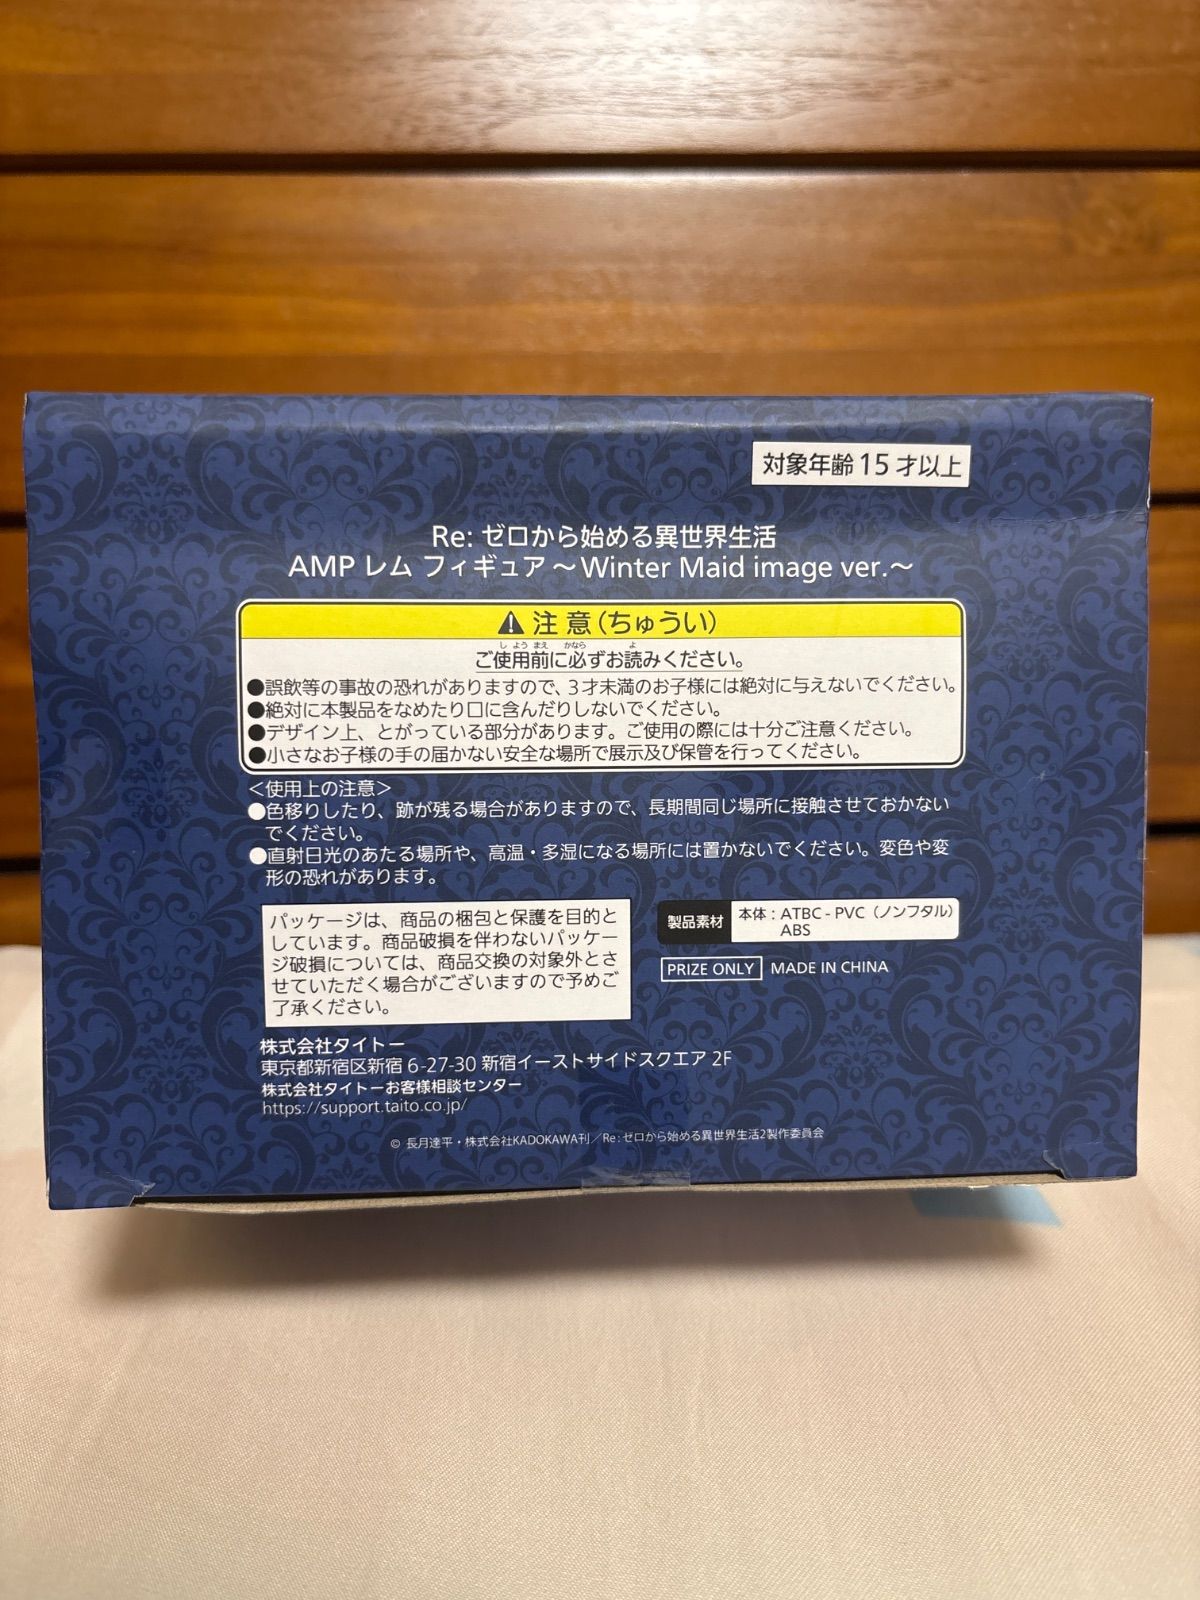 対象年齢15才以上
Re: ゼロから始める異世界生活
AMP レム フィギュア ～Winter Maid image ver.～
⚠ 注 意（ちゅうい）
し よう まえ かなら よ
ご使用前に必ずお読みください。
●誤飲等の事故の恐れがありますので、3才未満のお子様には絶対に与えないでください。
●絶対に本製品をなめたり口に含んだりしないでください。
●デザイン上、とがっている部分があります。ご使用の際には十分ご注意ください。
●小さなお子様の手の届かない安全な場所で展示及び保管を行ってください。
＜使用上の注意＞
●色移りしたり、跡が残る場合がありますので、長期間同じ場所に接触させておかない
でください。
●直射日光のあたる場所や、高温・多湿になる場所には置かないでください。変色や変
形の恐れがあります。
パッケージは、商品の梱包と保護を目的と
しています。商品破損を伴わないパッケー
ジ破損については、商品交換の対象外とさ
せていただく場合がございますので予めご
了承ください。
製品素材 本体：ATBC - PVC（ノンフタル）
ABS
PRIZE ONLY MADE IN CHINA
株式会社タイトー
東京都新宿区新宿 6-27-30 新宿イーストサイドスクエア 2F
株式会社タイトーお客様相談センター
https://support.taito.co.jp/
© 長月達平・株式会社KADOKAWA刊／Re:ゼロから始める異世界生活2製作委員会